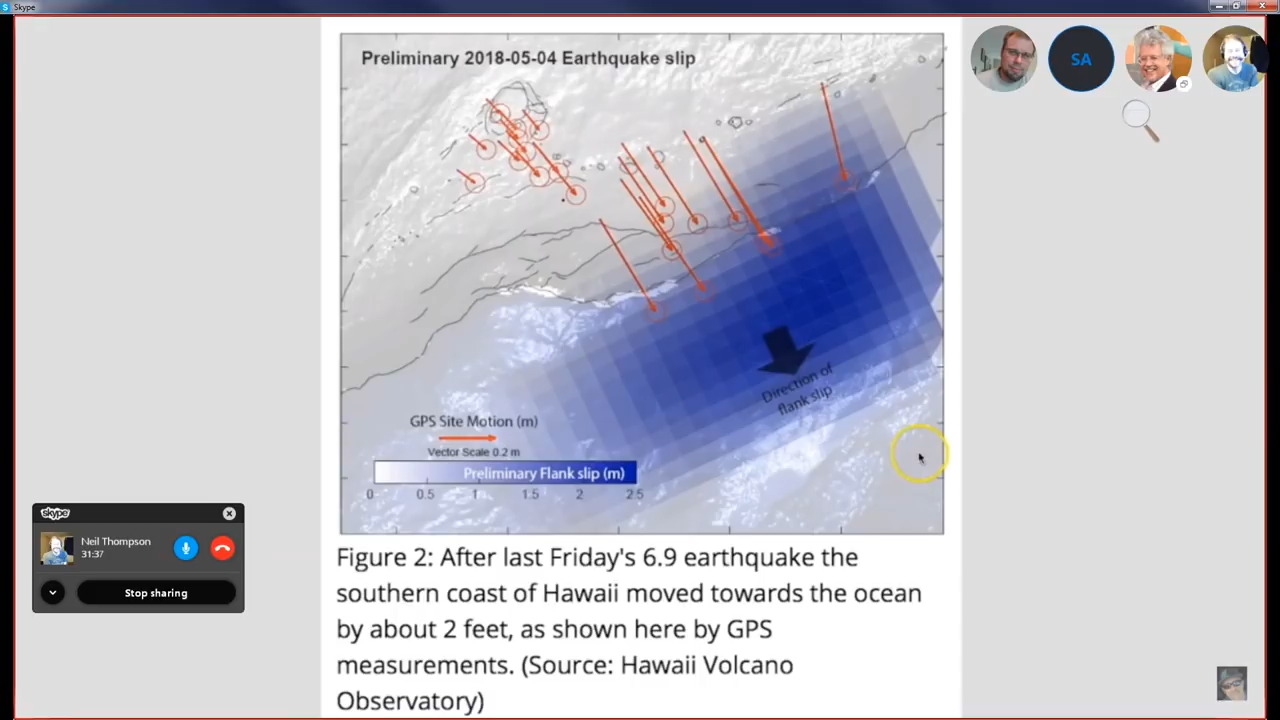 Skype
Preliminary 2018-05-04 Earthquake slip
SA
Direction of
flank slip
GPS Site Motion (m)
Vector Scale 0.2 m
Preliminary Flank slip (m)
0 0.5 1 1.5 2 2.5
skype
Neil Thompson
31:37
Stop sharing
Figure 2: After last Friday's 6.9 earthquake the
southern coast of Hawaii moved towards the ocean
by about 2 feet, as shown here by GPS
measurements. (Source: Hawaii Volcano
Observatory)